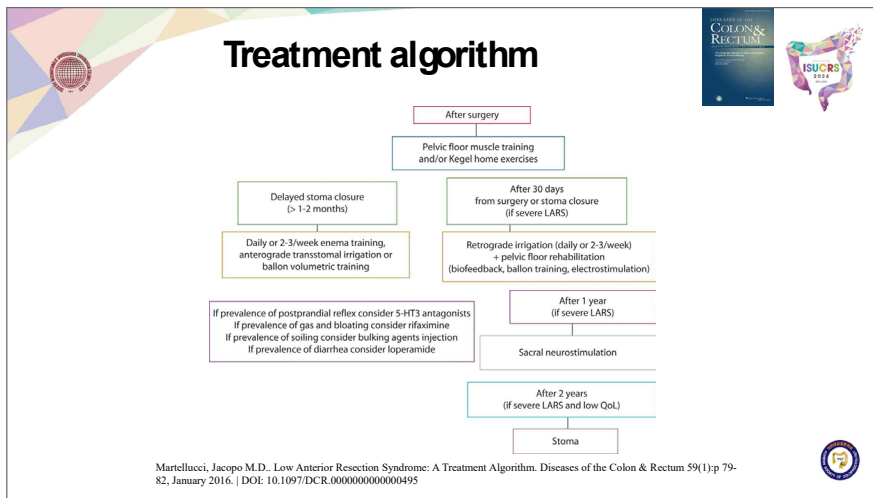 Treatment algorithm
DISEASES OF THE
COLON&
RECTUM
ISUCRS
2024
After surgery
Pelvic floor muscle training
and/or Kegel home exercises
Delayed stoma closure
(> 1-2 months)
After 30 days
from surgery or stoma closure
(if severe LARS)
Daily or 2-3/week enema training,
anterograde transstomal irrigation or
ballon volumetric training
Retrograde irrigation (daily or 2-3/week)
+ pelvic floor rehabilitation
(biofeedback, ballon training, electrostimulation)
If prevalence of postprandial reflex consider 5-HT3 antagonists
If prevalence of gas and bloating consider rifaximine
If prevalence of soiling consider bulking agents injection
If prevalence of diarrhea consider loperamide
After 1 year
(if severe LARS)
Sacral neurostimulation
After 2 years
(if severe LARS and low QoL)
Stoma
Martellucci, Jacopo M.D.. Low Anterior Resection Syndrome: A Treatment Algorithm. Diseases of the Colon & Rectum 59(1):p 79-
82, January 2016. | DOI: 10.1097/DCR.0000000000000495